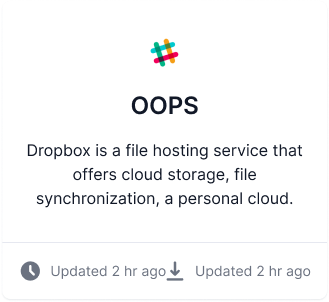 OOPS
Dropbox is a file hosting service that
offers cloud storage, file
synchronization, a personal cloud.
Updated 2 hr ago Updated 2 hr ago